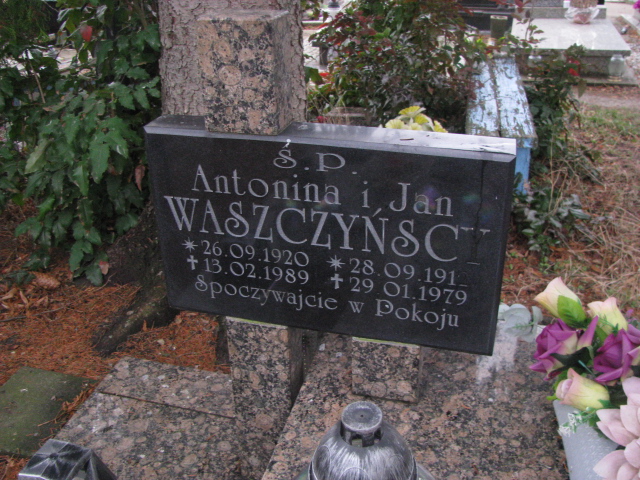 Ś.P.
Antonina i Jan
WASZCZYŃSCY
* 26.09.1920
* 28.09.191
✝ 13.02.1989
✝ 29.01.1979
Spoczywajcie w Pokoju